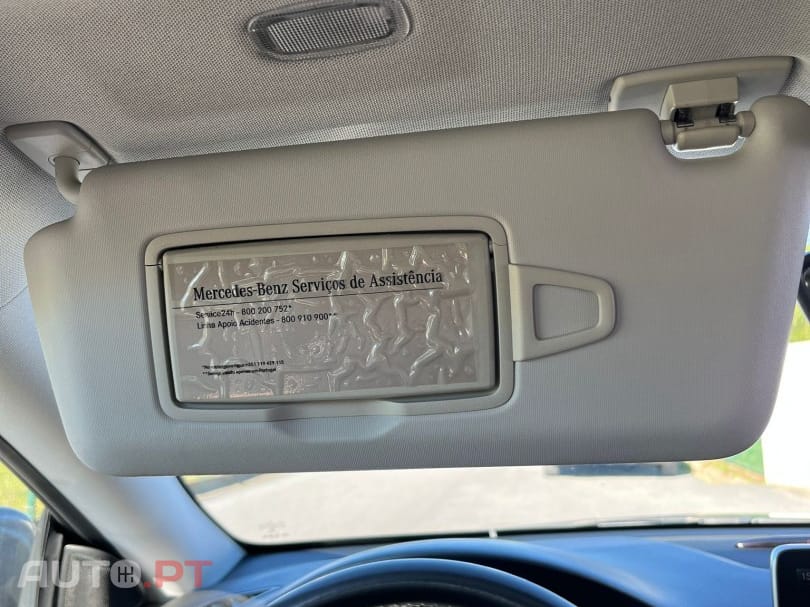 Mercedes-Benz Serviços de Assistência
Service24h - 800 200 752*
Linha Apoio Acidentes - 800 910 900**
AUTO.PT